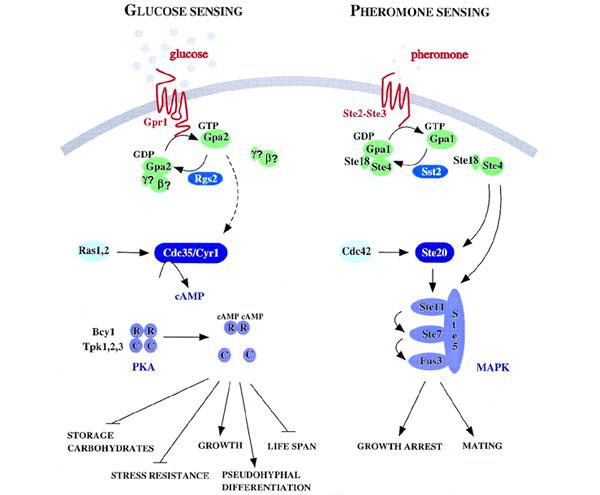 GLUCOSE SENSING
PHEROMONE SENSING
glucose
pheromone
Gpr1
Ste2-Ste3
GTP
Gpa2
GDP
Gpa2
γ? β?
γ? β?
Rgs2
GDP
Gpa1
GTP
Gpa1
Ste18
Ste4
Ste18
Ste4
Sst2
Ras1,2
Cdc35/Cyr1
cAMP
Cdc42
Ste20
Bcy1
Tpk1,2,3
R R
C C
PKA
cAMP cAMP
R R
C C
Ste11
Ste7
Fus3
Ste5
MAPK
STORAGE
CARBOHYDRATES
STRESS RESISTANCE
GROWTH
PSEUDOHYPHAL
DIFFERENTIATION
LIFE SPAN
GROWTH ARREST
MATING